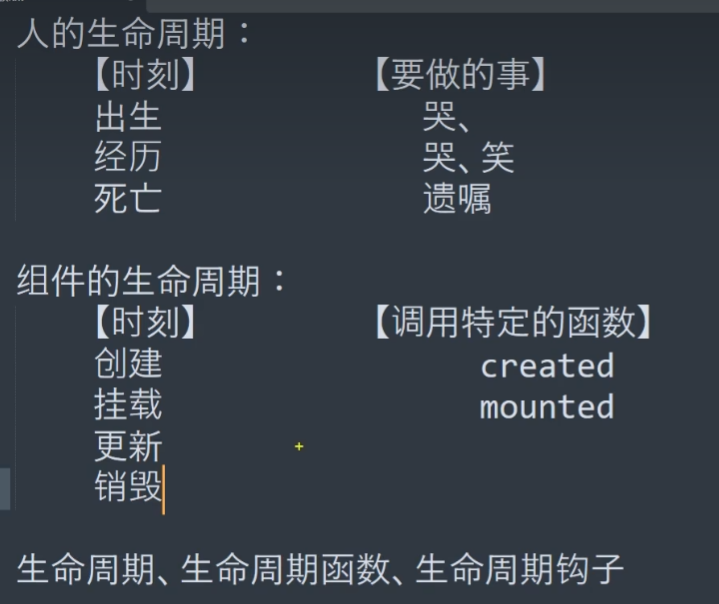 人的生命周期：
【时刻】 【要做的事】
出生 哭、
经历 哭、笑
死亡 遗嘱
组件的生命周期：
【时刻】 【调用特定的函数】
创建 created
挂载 mounted
更新
销毁
生命周期、生命周期函数、生命周期钩子